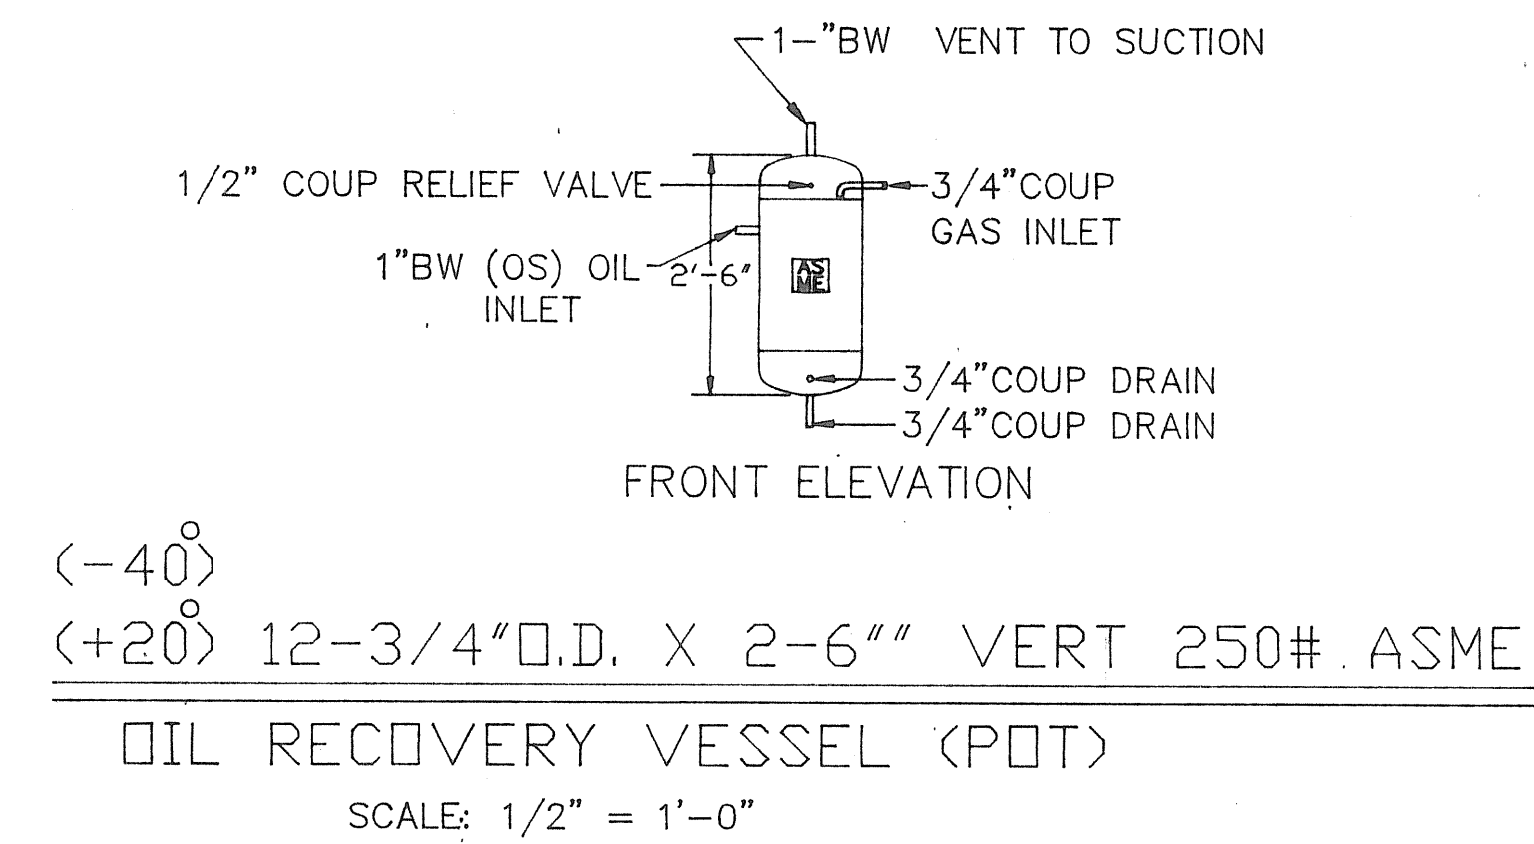 1-"BW VENT TO SUCTION
1/2" COUP RELIEF VALVE
3/4"COUP
GAS INLET
1"BW (OS) OIL
INLET
2'-6"
AS
ME
3/4"COUP DRAIN
3/4"COUP DRAIN
FRONT ELEVATION
(-40°)
(+20°) 12-3/4"O.D. X 2-6"" VERT 250#. ASME
OIL RECOVERY VESSEL (POT)
SCALE: 1/2" = 1'-0"